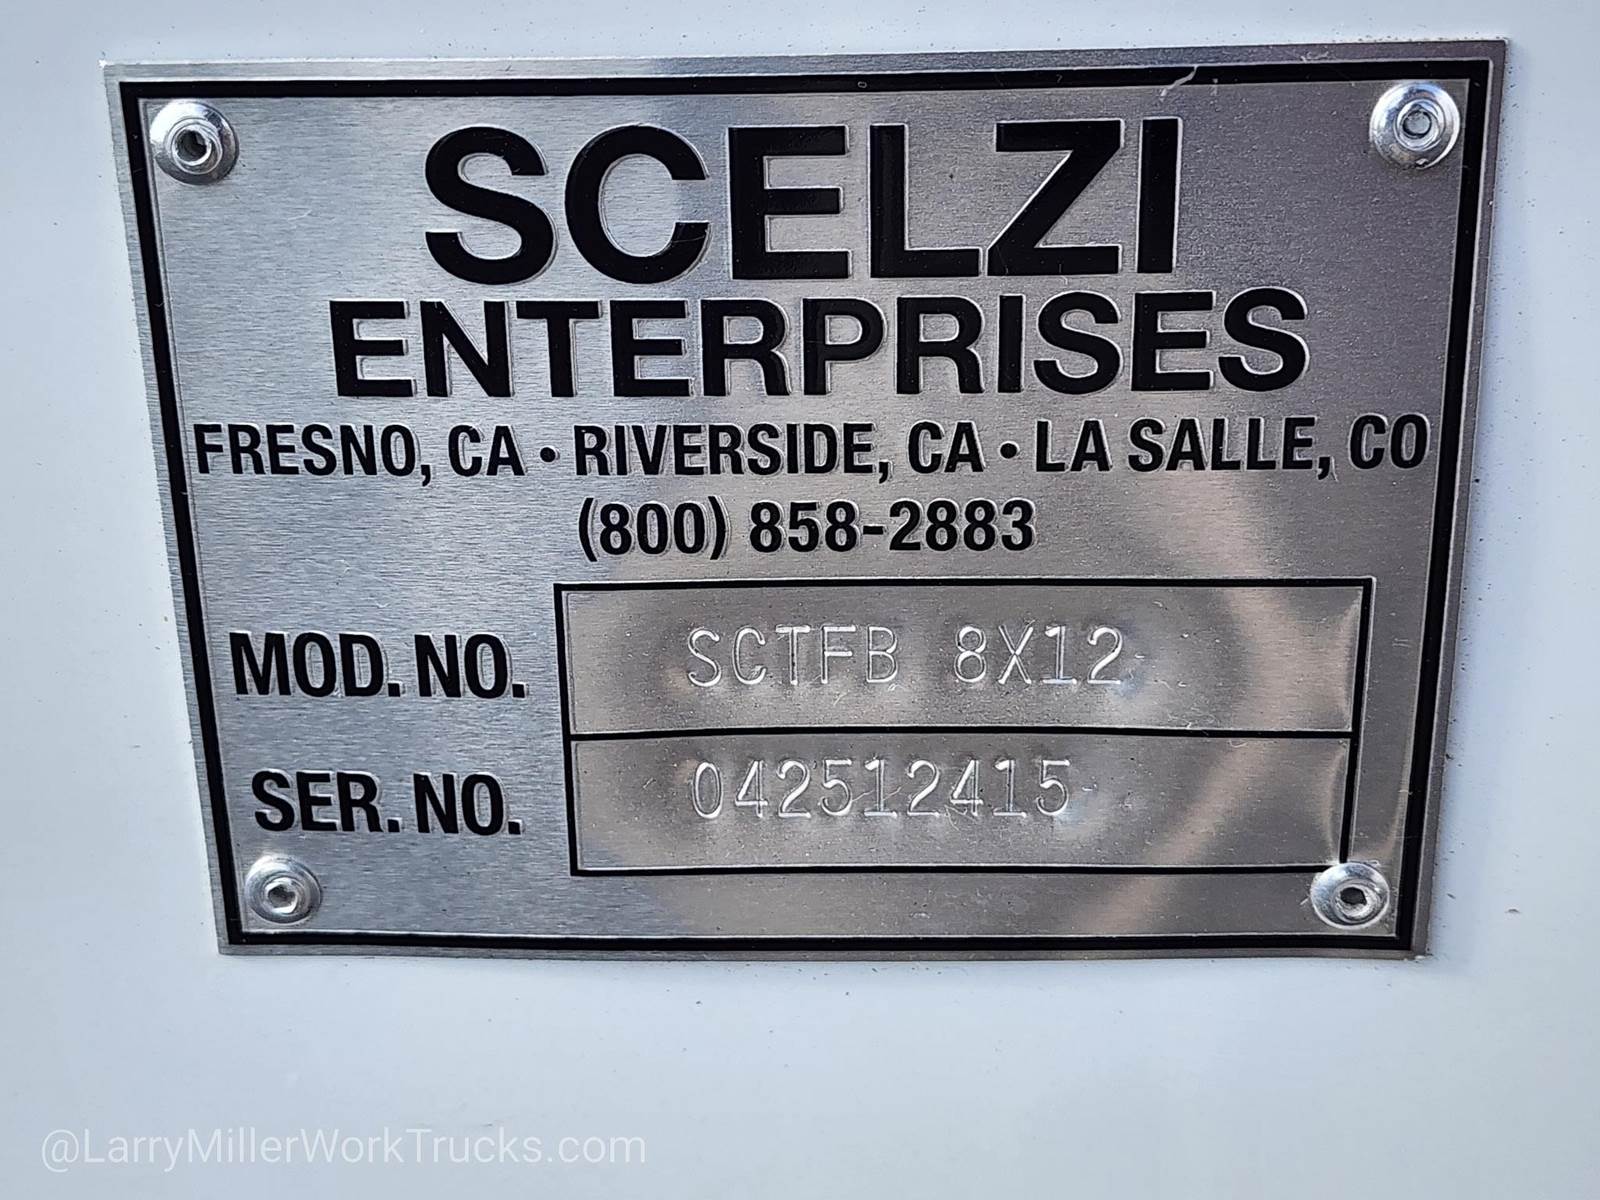 SCELZI
ENTERPRISES
FRESNO, CA • RIVERSIDE, CA • LA SALLE, CO
(800) 858-2883
MOD. NO. SCTFB 8X12
SER. NO. 042512415
@LarryMillerWorkTrucks.com